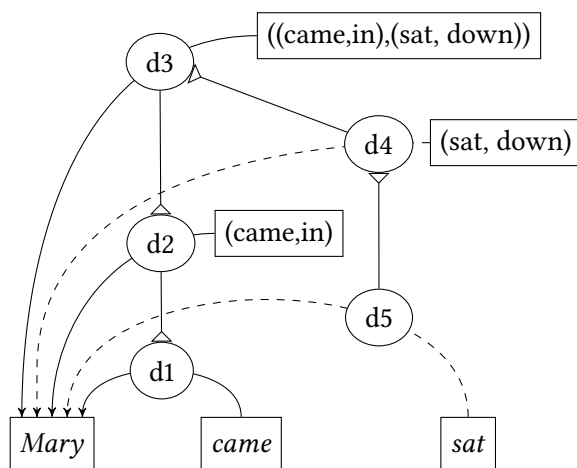 ((came,in),(sat, down))
d3
d4
(sat, down)
d2
(came,in)
d5
d1
Mary
came
sat